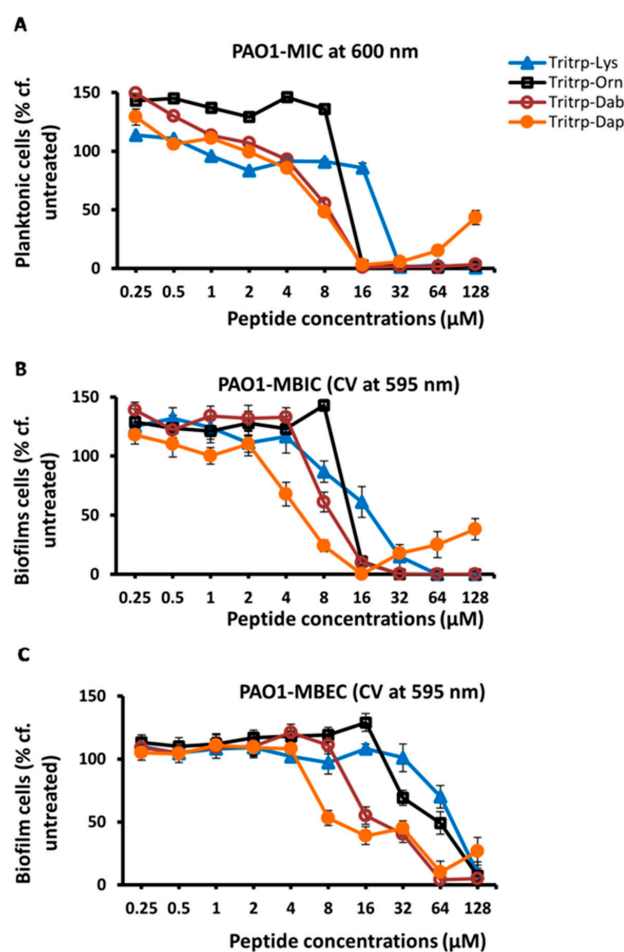 A
PAO1-MIC at 600 nm
Tritrp-Lys
Tritrp-Orn
Tritrp-Dab
Tritrp-Dap
Planktonic cells (% cf.
untreated)
150
100
50
0
0.25 0.5 1 2 4 8 16 32 64 128
Peptide concentrations (µM)
B
PAO1-MBIC (CV at 595 nm)
Biofilms cells (% cf.
untreated)
150
100
50
0
0.25 0.5 1 2 4 8 16 32 64 128
Peptide concentrations (µM)
C
PAO1-MBEC (CV at 595 nm)
Biofilm cells (% cf.
untreated)
150
100
50
0
0.25 0.5 1 2 4 8 16 32 64 128
Peptide concentrations (µM)